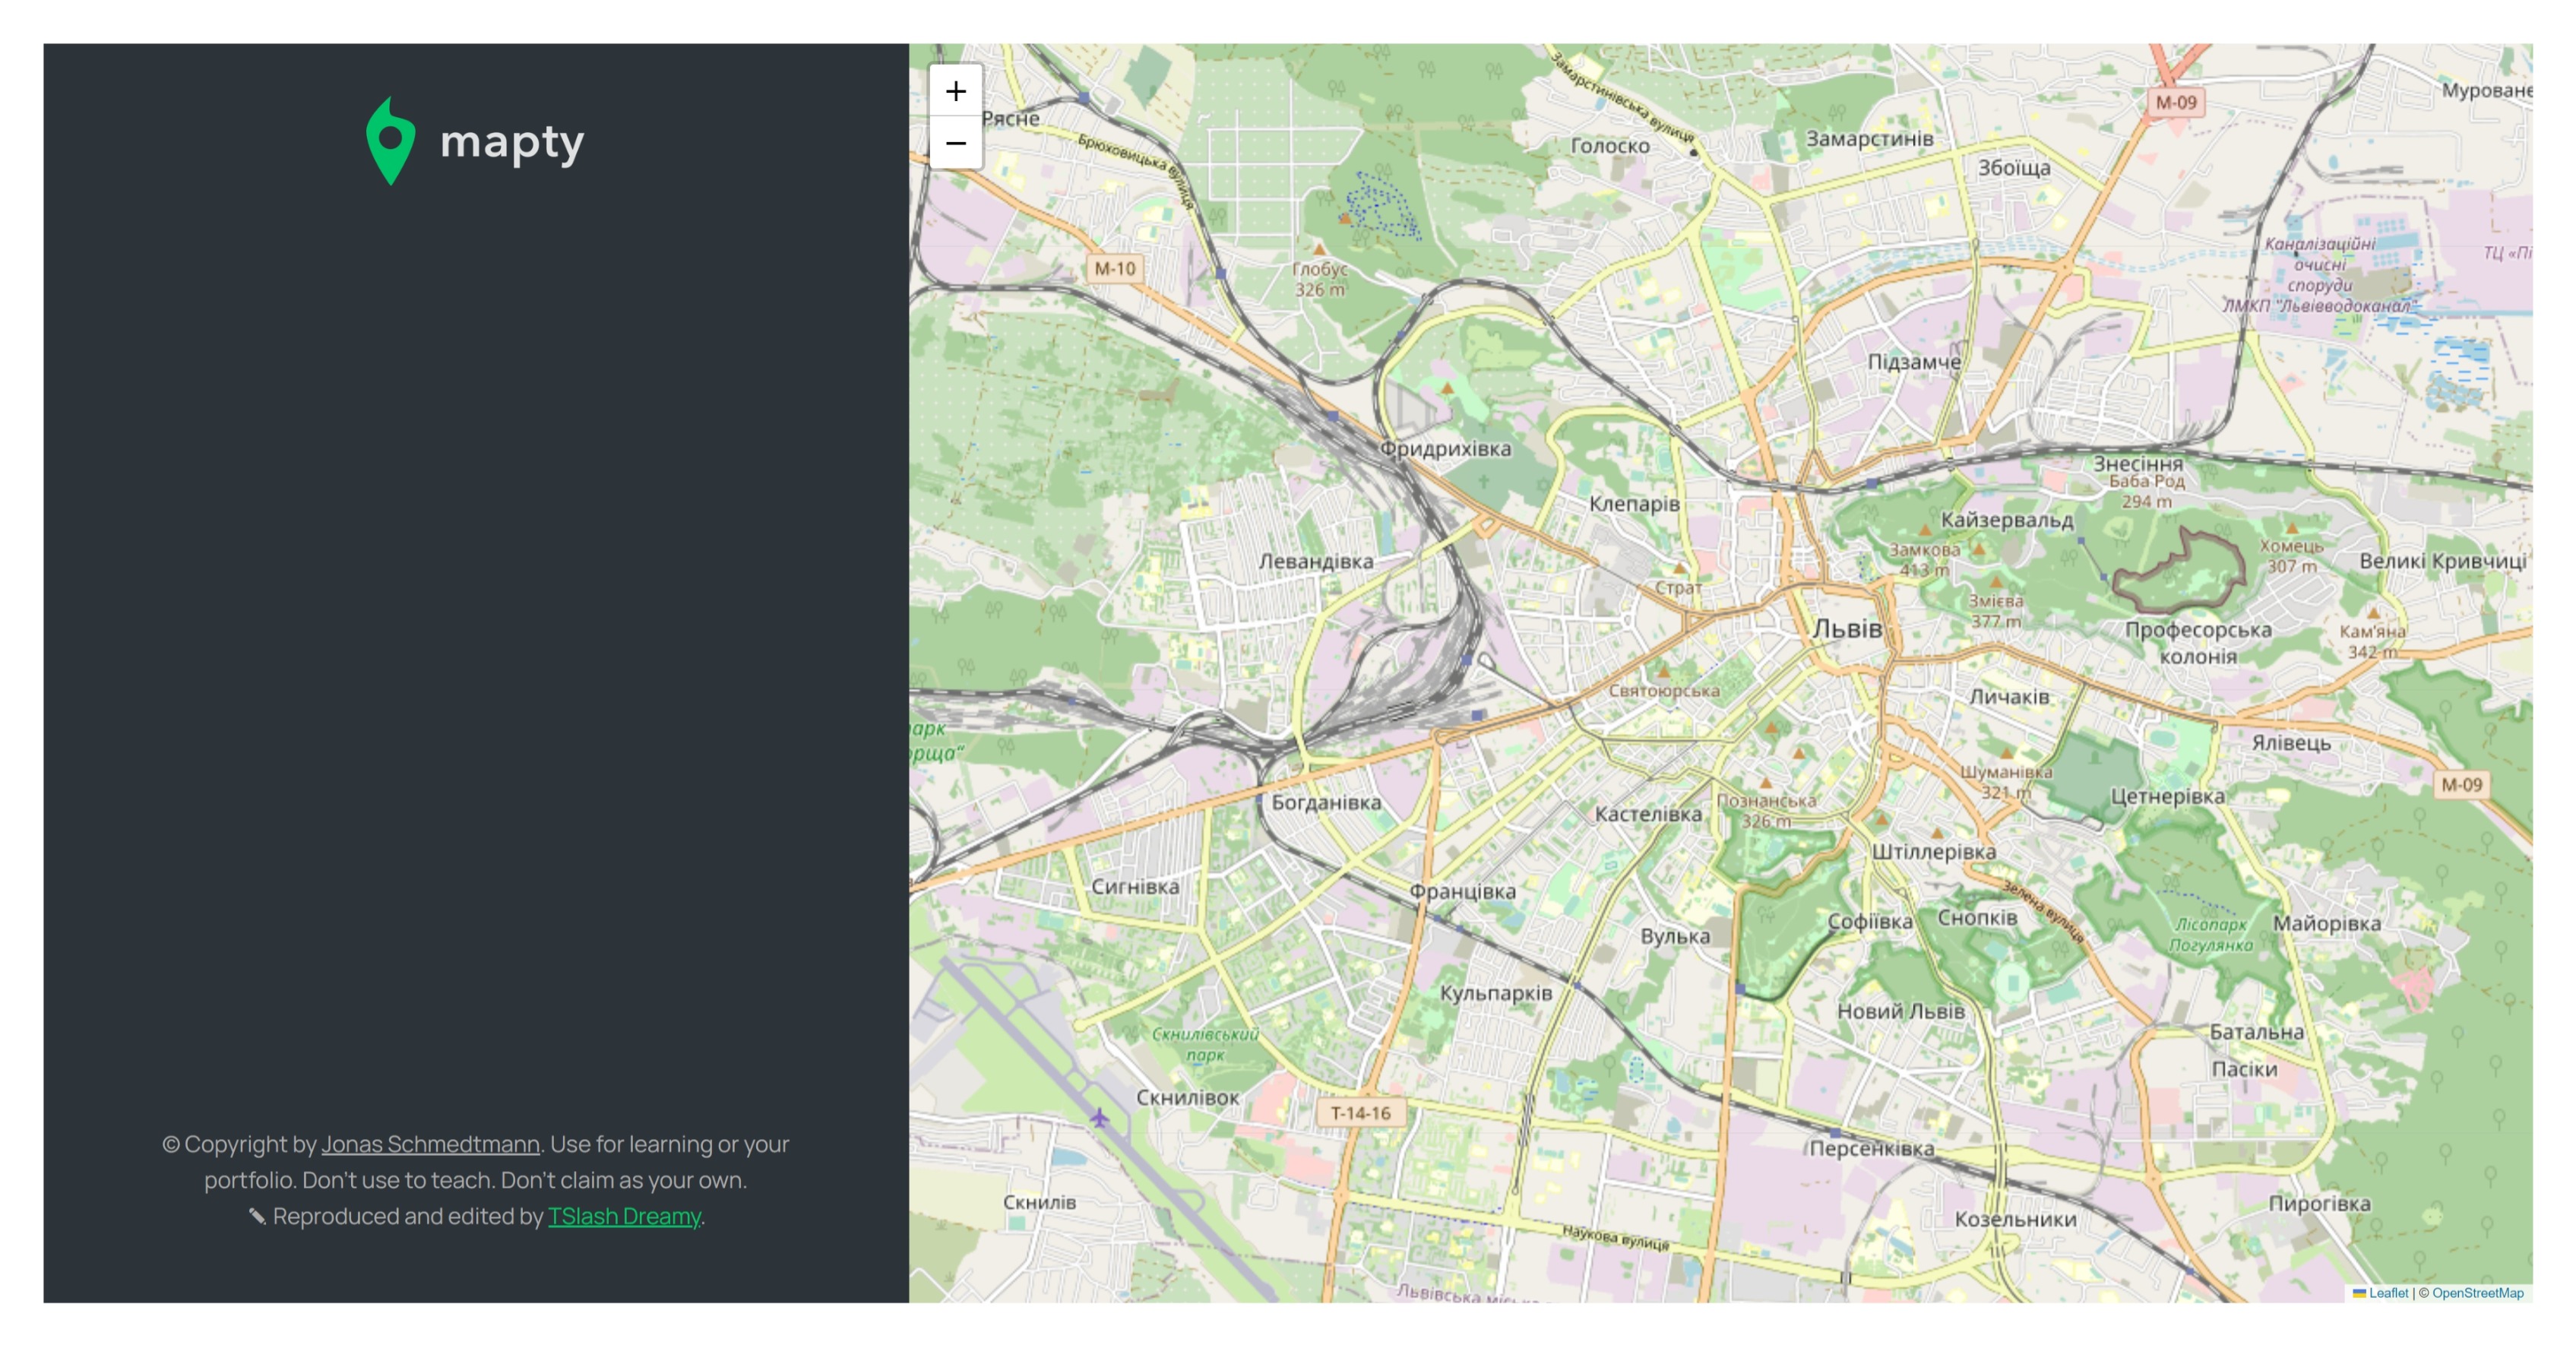 mapty
© Copyright by Jonas Schmedtmann. Use for learning or your
portfolio. Don't use to teach. Don't claim as your own.
✎ Reproduced and edited by TSlash Dreamy.
+
−
Рясне
Брюховицька вулиця
Замарстинівська вулиця
Голоско
Замарстинів
Збоїща
М-09
Муроване
М-10
Глобус
326 m
Каналізаційні
очисні
споруди
ЛМКП "Львівводоканал"
ТЦ «Пі
Підзамче
Фридрихівка
Клепарів
Знесіння
Баба Род
294 m
Кайзервальд
Замкова
413 m
Хомець
307 m
Великі Кривчиці
Левандівка
Страт
Змієва
377 m
Львів
Професорська
колонія
Кам'яна
342 m
Святоюрська
Личаків
арк
орща“
Ялівець
Шуманівка
321 m
М-09
Богданівка
Кастелівка
Познанська
326 m
Цетнерівка
Штіллерівка
Сигнівка
Францівка
Зелена вулиця
Вулька
Софіївка
Снопків
Лісопарк
Погулянка
Майорівка
Кульпарків
Новий Львів
Скнилівський
парк
Батальна
Пасіки
Скнилівок
Т-14-16
Персенківка
Скнилів
Козельники
Пирогівка
Наукова вулиця
Leaflet | © OpenStreetMap